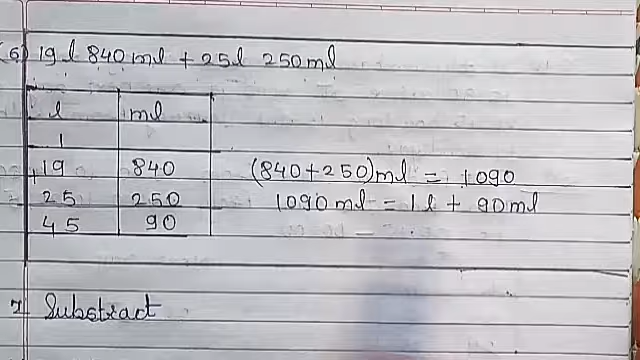 (6) 19 l 840 ml + 25 l 250 ml
l ml
1
+19 840 (840+250) ml = 1090
25 250 1090 ml = 1 l + 90 ml
45 90
7 Substract